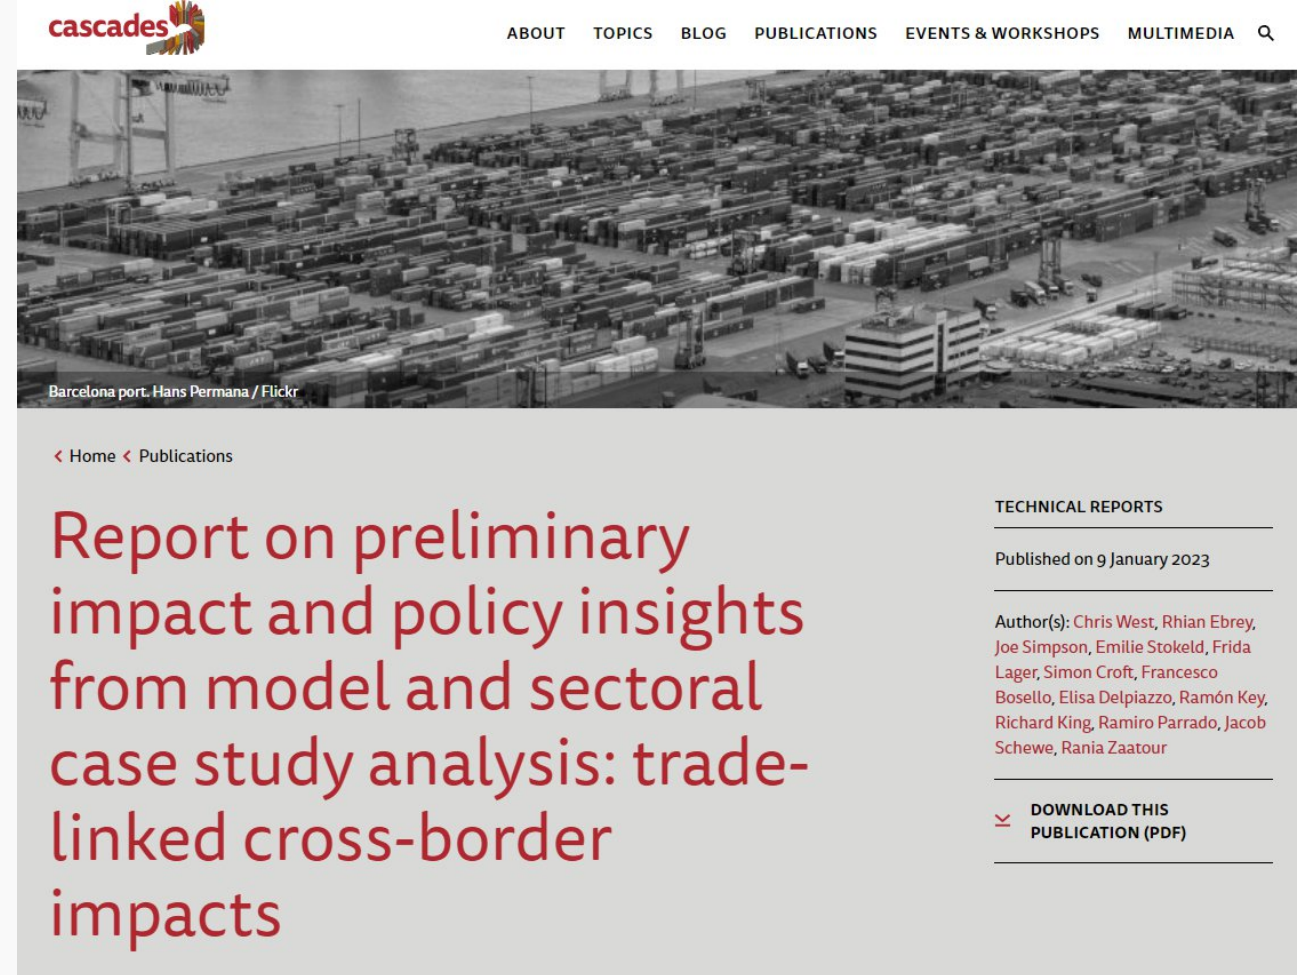 cascades
ABOUT TOPICS BLOG PUBLICATIONS EVENTS & WORKSHOPS MULTIMEDIA
Barcelona port. Hans Permana / Flickr
Home Publications
Report on preliminary
impact and policy insights
from model and sectoral
case study analysis: trade-
linked cross-border
impacts
TECHNICAL REPORTS
Published on 9 January 2023
Author(s): Chris West, Rhian Ebrey,
Joe Simpson, Emilie Stokeld, Frida
Lager, Simon Croft, Francesco
Bosello, Elisa Delpiazzo, Ramón Key,
Richard King, Ramiro Parrado, Jacob
Schewe, Rania Zaatour
DOWNLOAD THIS
PUBLICATION (PDF)